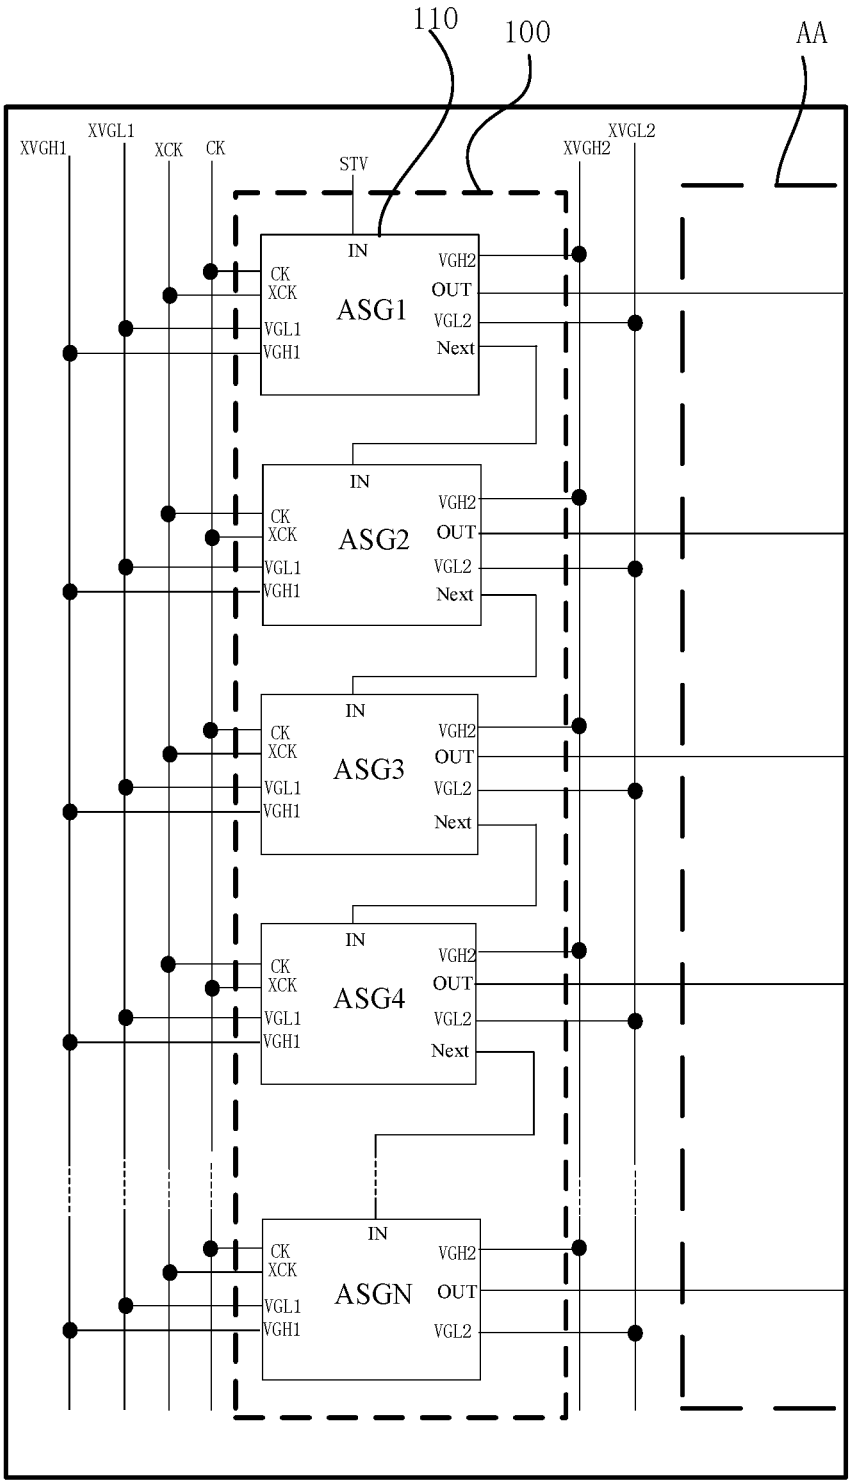 110
100
AA
XVGH1 XVGL1 XCK CK STV XVGH2 XVGL2
IN
CK
XCK
VGL1
VGH1
ASG1
VGH2
OUT
VGL2
Next
IN
CK
XCK
VGL1
VGH1
ASG2
VGH2
OUT
VGL2
Next
IN
CK
XCK
VGL1
VGH1
ASG3
VGH2
OUT
VGL2
Next
IN
CK
XCK
VGL1
VGH1
ASG4
VGH2
OUT
VGL2
Next
IN
CK
XCK
VGL1
VGH1
ASGN
VGH2
OUT
VGL2